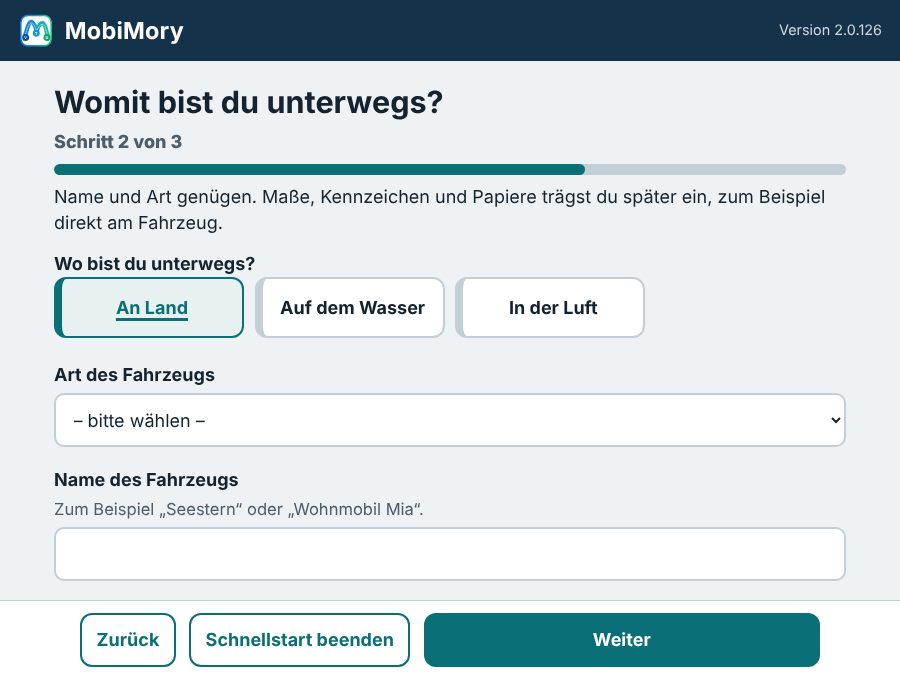 MobiMory
Version 2.0.126
Womit bist du unterwegs?
Schritt 2 von 3
Name und Art genügen. Maße, Kennzeichen und Papiere trägst du später ein, zum Beispiel
direkt am Fahrzeug.
Wo bist du unterwegs?
An Land
Auf dem Wasser
In der Luft
Art des Fahrzeugs
– bitte wählen –
Name des Fahrzeugs
Zum Beispiel „Seestern“ oder „Wohnmobil Mia“.
Zurück
Schnellstart beenden
Weiter